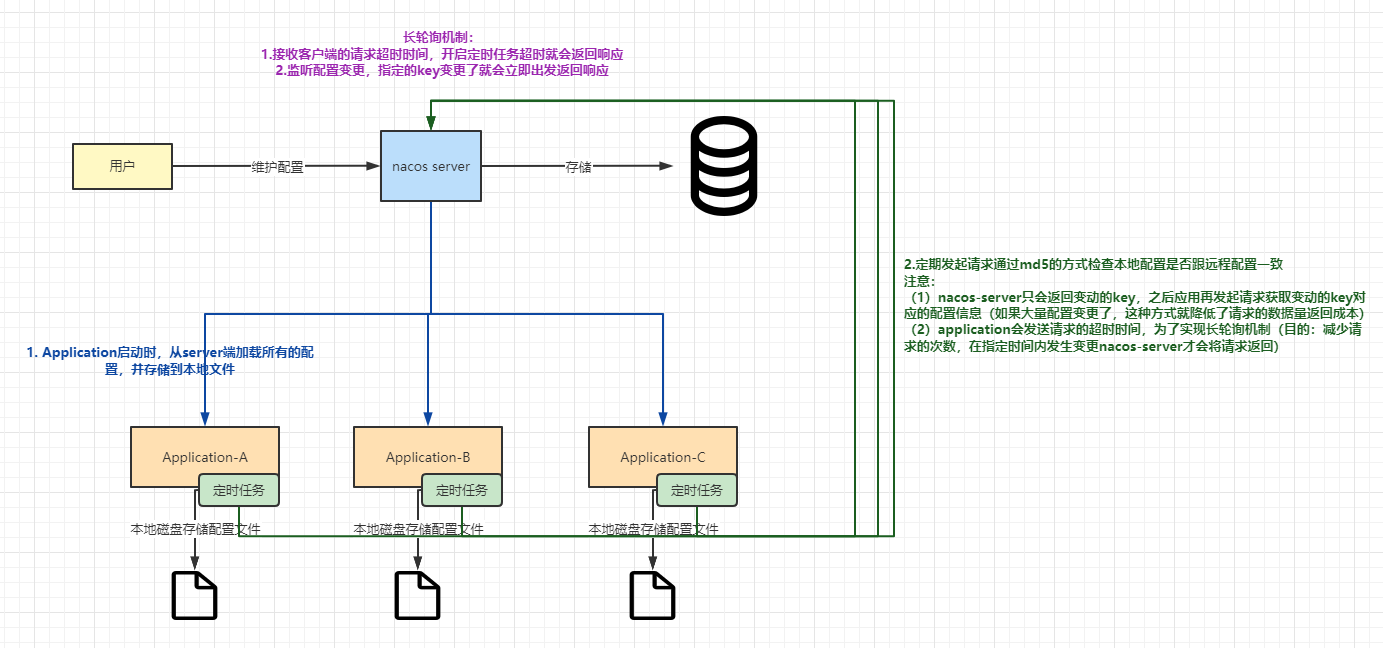 长轮询机制：
1.接收客户端的请求超时时间，开启定时任务超时就会返回响应
2.监听配置变更，指定的key变更了就会立即出发返回响应
用户
维护配置
nacos server
存储
2.定期发起请求通过md5的方式检查本地配置是否跟远程配置一致
注意：
（1）nacos-server只会返回变动的key，之后应用再发起请求获取变动的key对
应的配置信息（如果大量配置变更了，这种方式就降低了请求的数据量返回成本）
（2）application会发送请求的超时时间，为了实现长轮询机制（目的：减少请
求的次数，在指定时间内发生变更nacos-server才会将请求返回）
1. Application启动时，从server端加载所有的配
置，并存储到本地文件
Application-A
定时任务
Application-B
定时任务
Application-C
定时任务
本地磁盘存储配置文件
本地磁盘存储配置文件
本地磁盘存储配置文件